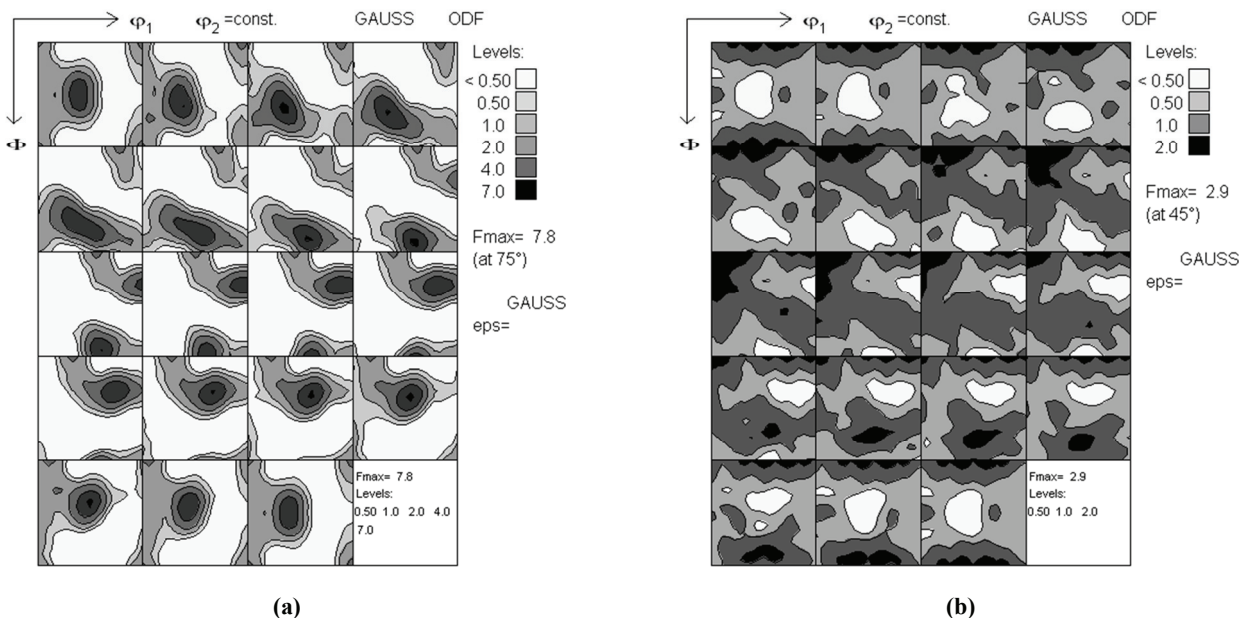 φ1 φ2 =const. GAUSS ODF
Φ
Levels:
< 0.50
0.50
1.0
2.0
4.0
7.0
Fmax= 7.8
(at 75°)
GAUSS
eps=
Fmax= 7.8
Levels:
0.50 1.0 2.0 4.0
7.0
(a)
φ1 φ2 =const. GAUSS ODF
Φ
Levels:
< 0.50
0.50
1.0
2.0
Fmax= 2.9
(at 45°)
GAUSS
eps=
Fmax= 2.9
Levels:
0.50 1.0 2.0
(b)